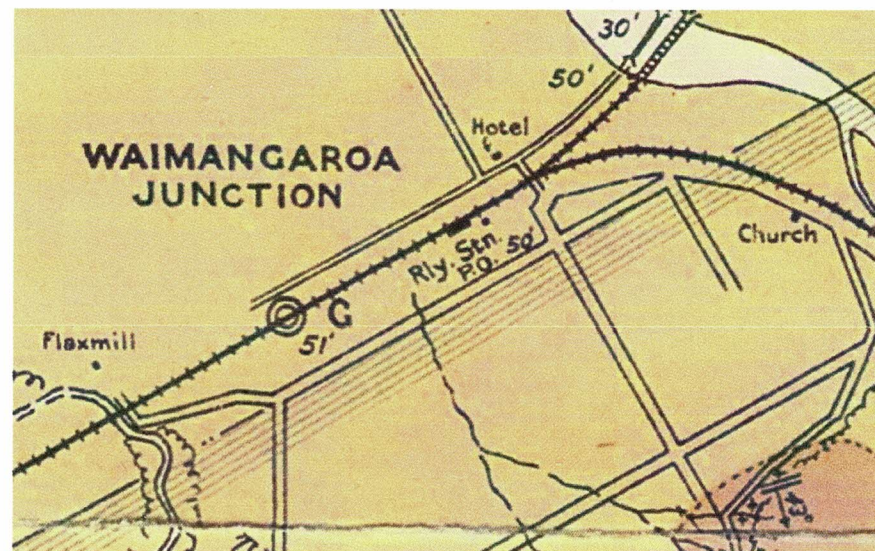 30'
50'
Hotel
WAIMANGAROA
JUNCTION
Rly. Stn.
P.O.
50'
Church
G
51'
Flaxmill